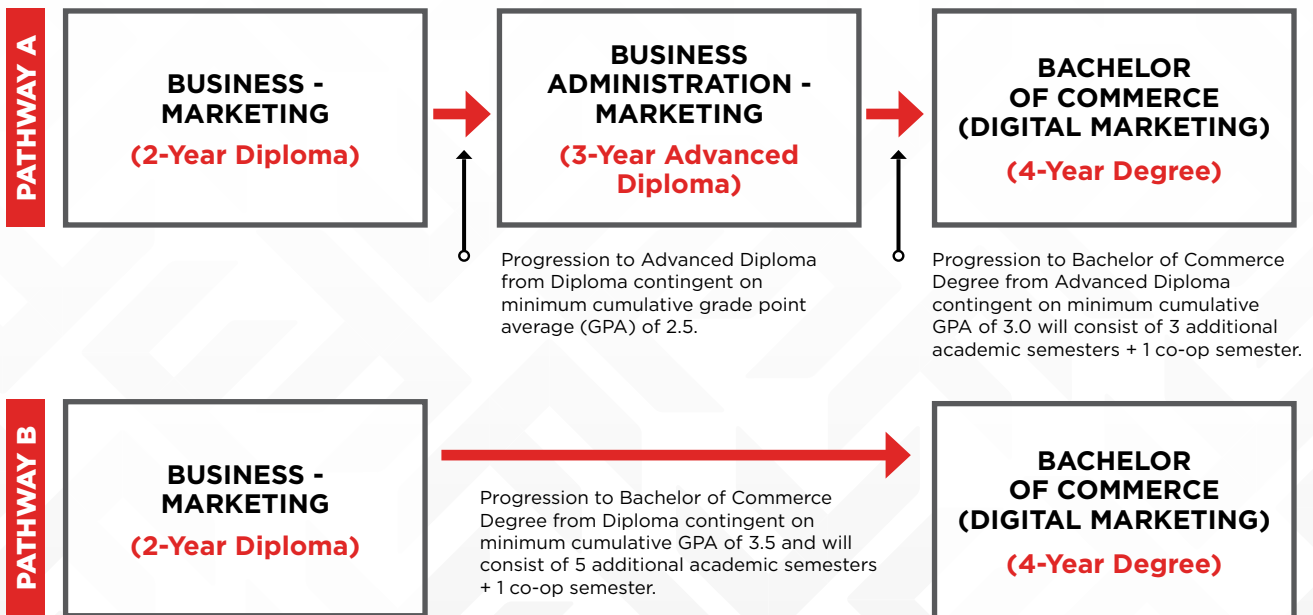 PATHWAY A
BUSINESS -
MARKETING
(2-Year Diploma)
BUSINESS
ADMINISTRATION -
MARKETING
(3-Year Advanced
Diploma)
BACHELOR
OF COMMERCE
(DIGITAL MARKETING)
(4-Year Degree)
Progression to Advanced Diploma
from Diploma contingent on
minimum cumulative grade point
average (GPA) of 2.5.
Progression to Bachelor of Commerce
Degree from Advanced Diploma
contingent on minimum cumulative
GPA of 3.0 will consist of 3 additional
academic semesters + 1 co-op semester.
PATHWAY B
BUSINESS -
MARKETING
(2-Year Diploma)
Progression to Bachelor of Commerce
Degree from Diploma contingent on
minimum cumulative GPA of 3.5 and will
consist of 5 additional academic semesters
+ 1 co-op semester.
BACHELOR
OF COMMERCE
(DIGITAL MARKETING)
(4-Year Degree)